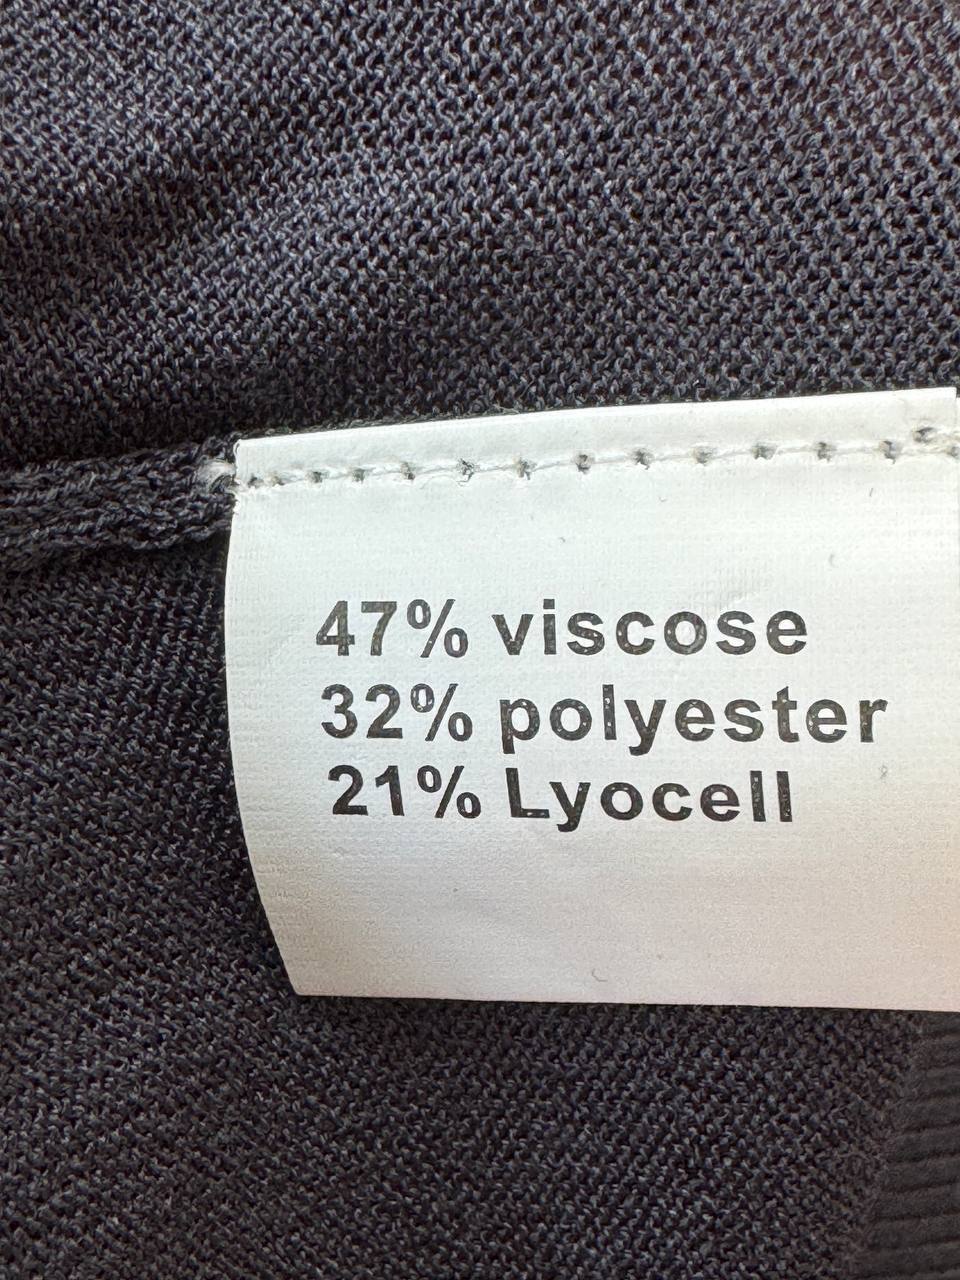 47% viscose
32% polyester
21% Lyocell